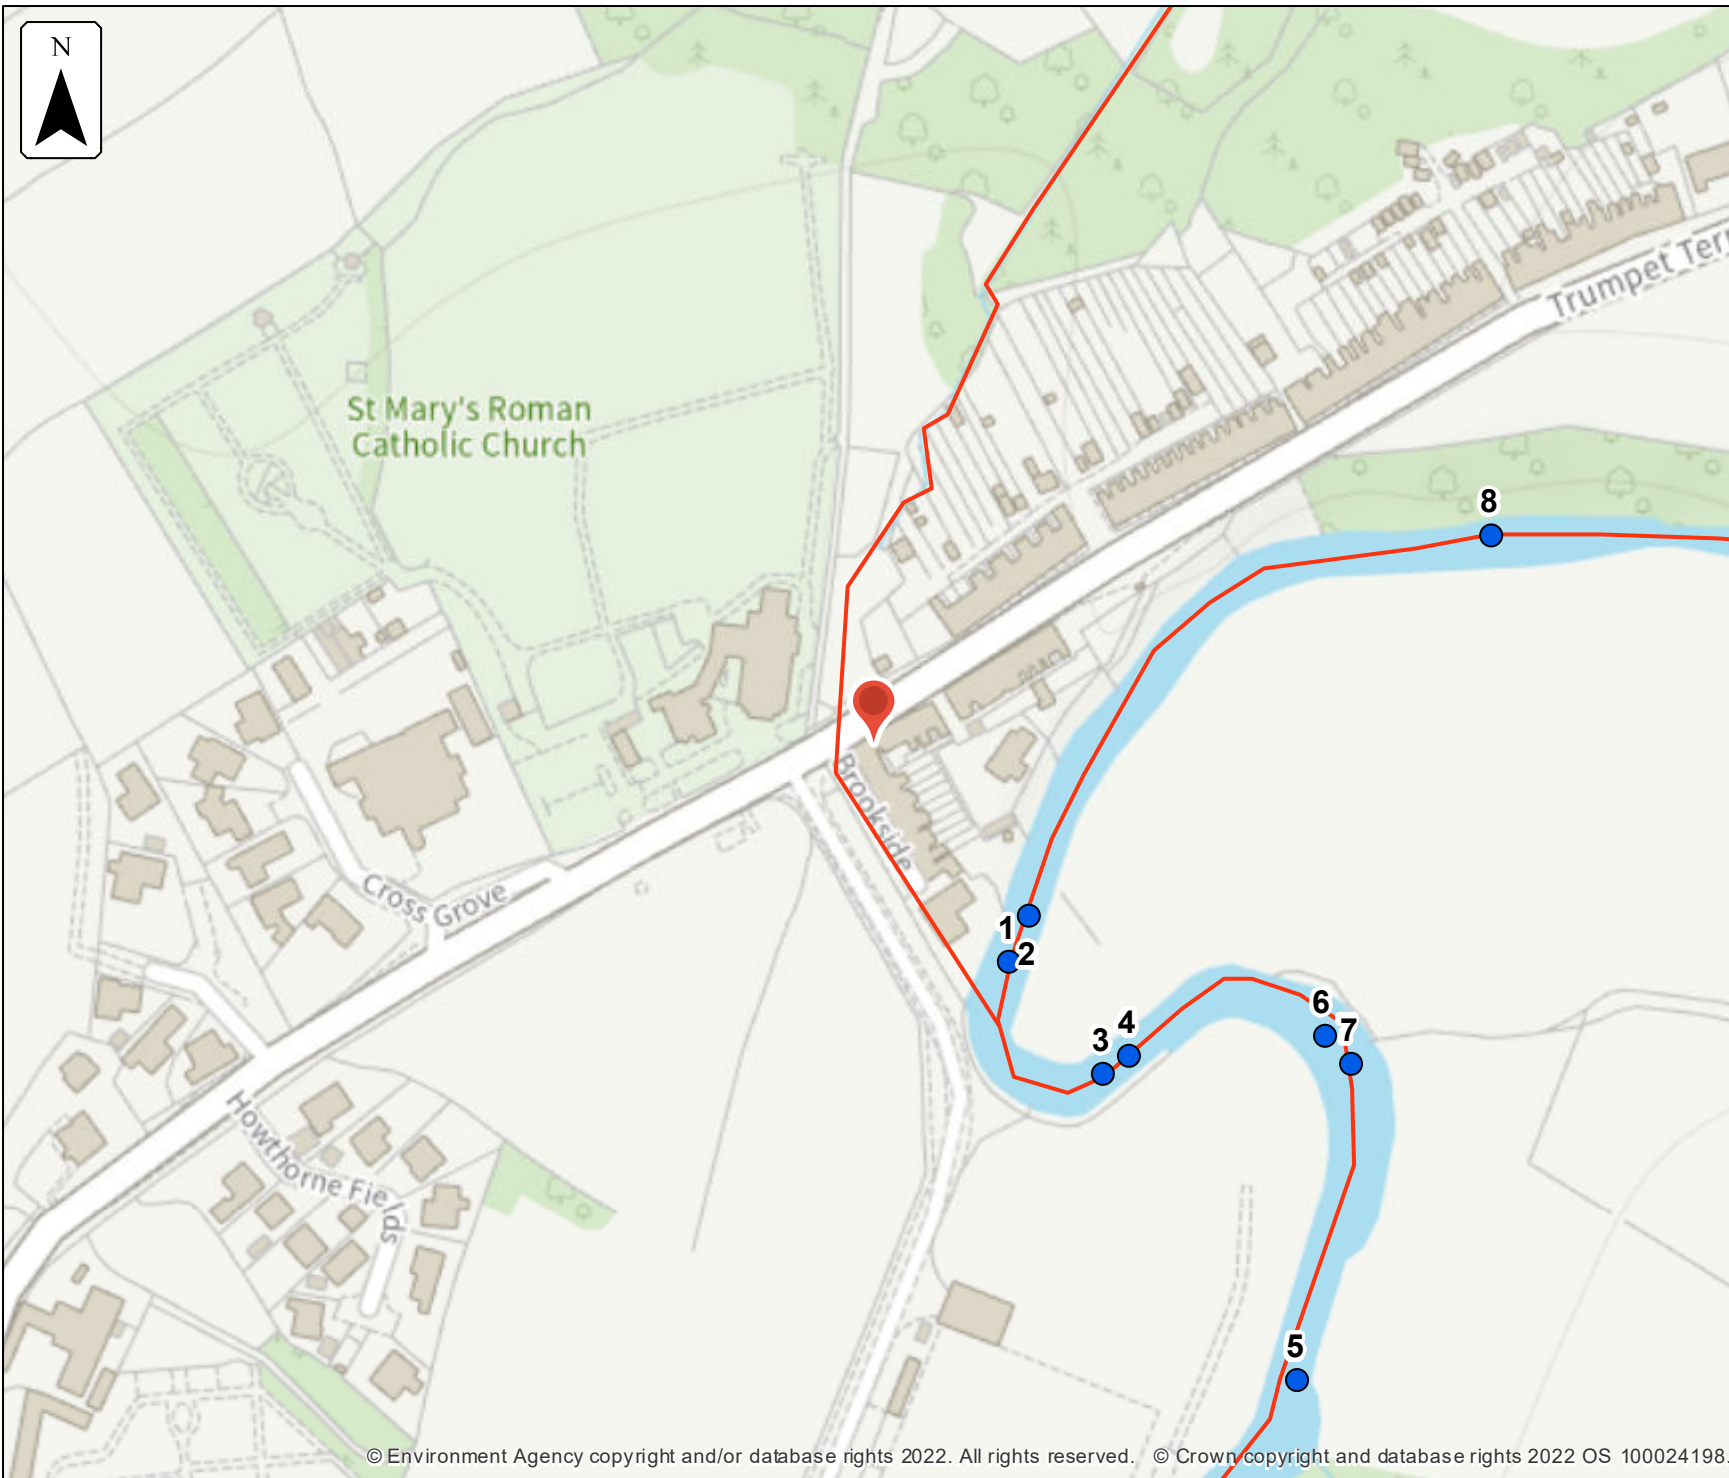 N
Trumpet Terr
St Mary's Roman
Catholic Church
8
Brookside
Cross Grove
1
2
6
7
4
3
Howthorne Fields
5
© Environment Agency copyright and/or database rights 2022. All rights reserved. © Crown copyright and database rights 2022 OS 100024198.